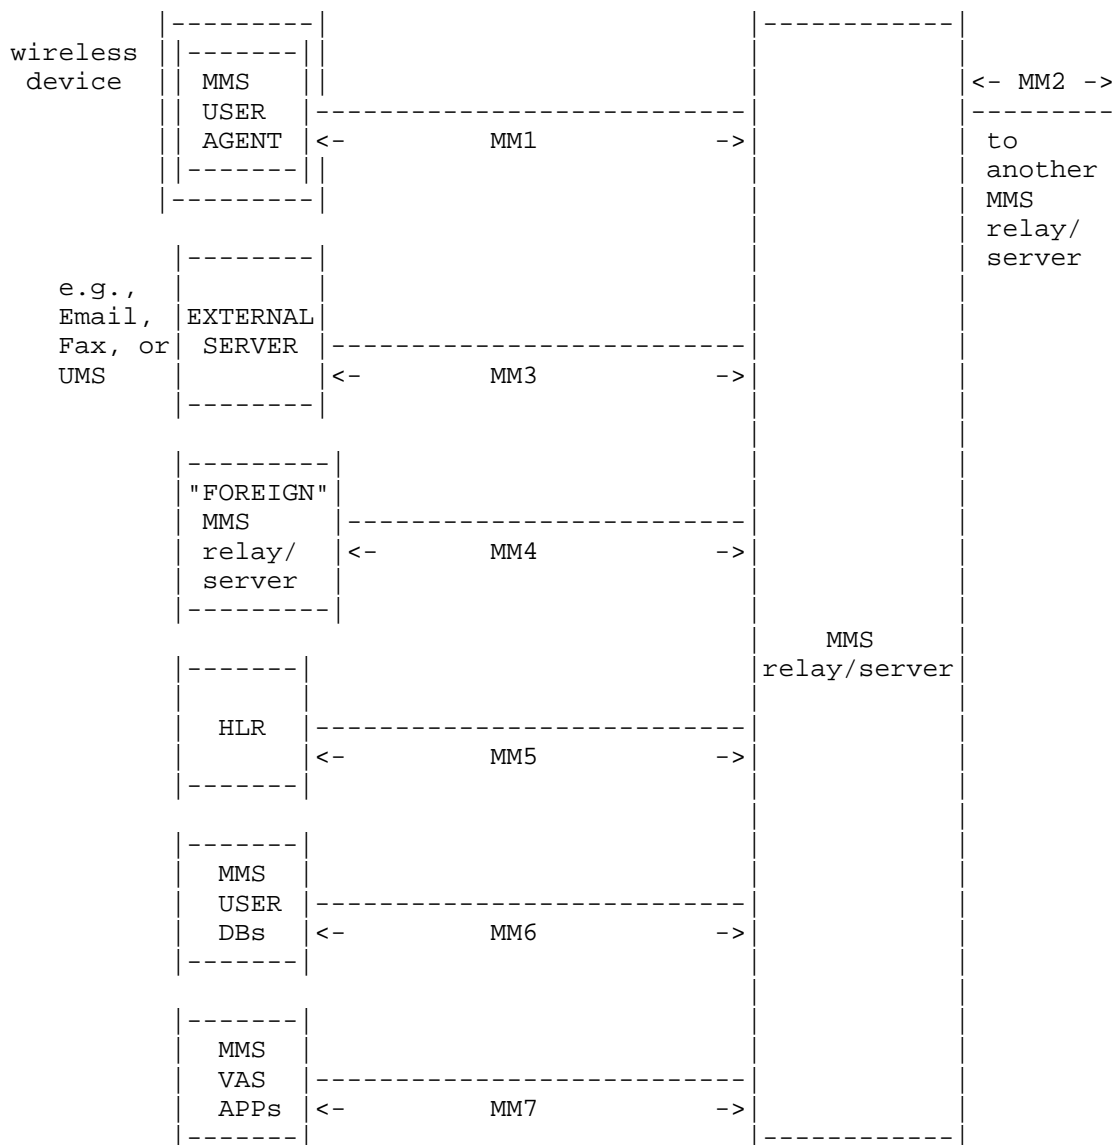 wireless
device
MMS
USER
AGENT
<- MM1 ->
<- MM2 ->
to
another
MMS
relay/
server
e.g.,
Email,
Fax, or
UMS
EXTERNAL
SERVER
<- MM3 ->
"FOREIGN"
MMS
relay/
server
<- MM4 ->
MMS
relay/server
HLR
<- MM5 ->
MMS
USER
DBs
<- MM6 ->
MMS
VAS
APPs
<- MM7 ->